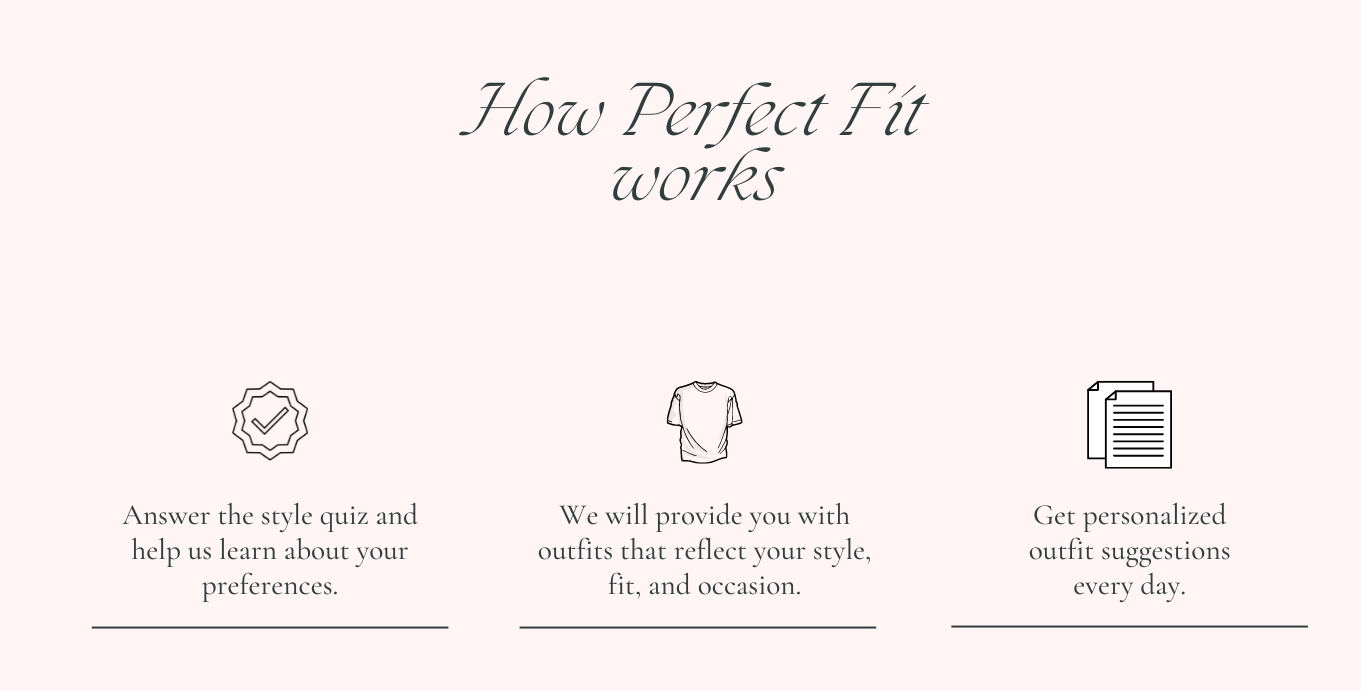 How Perfect Fit
works
Answer the style quiz and
help us learn about your
preferences.
We will provide you with
outfits that reflect your style,
fit, and occasion.
Get personalized
outfit suggestions
every day.